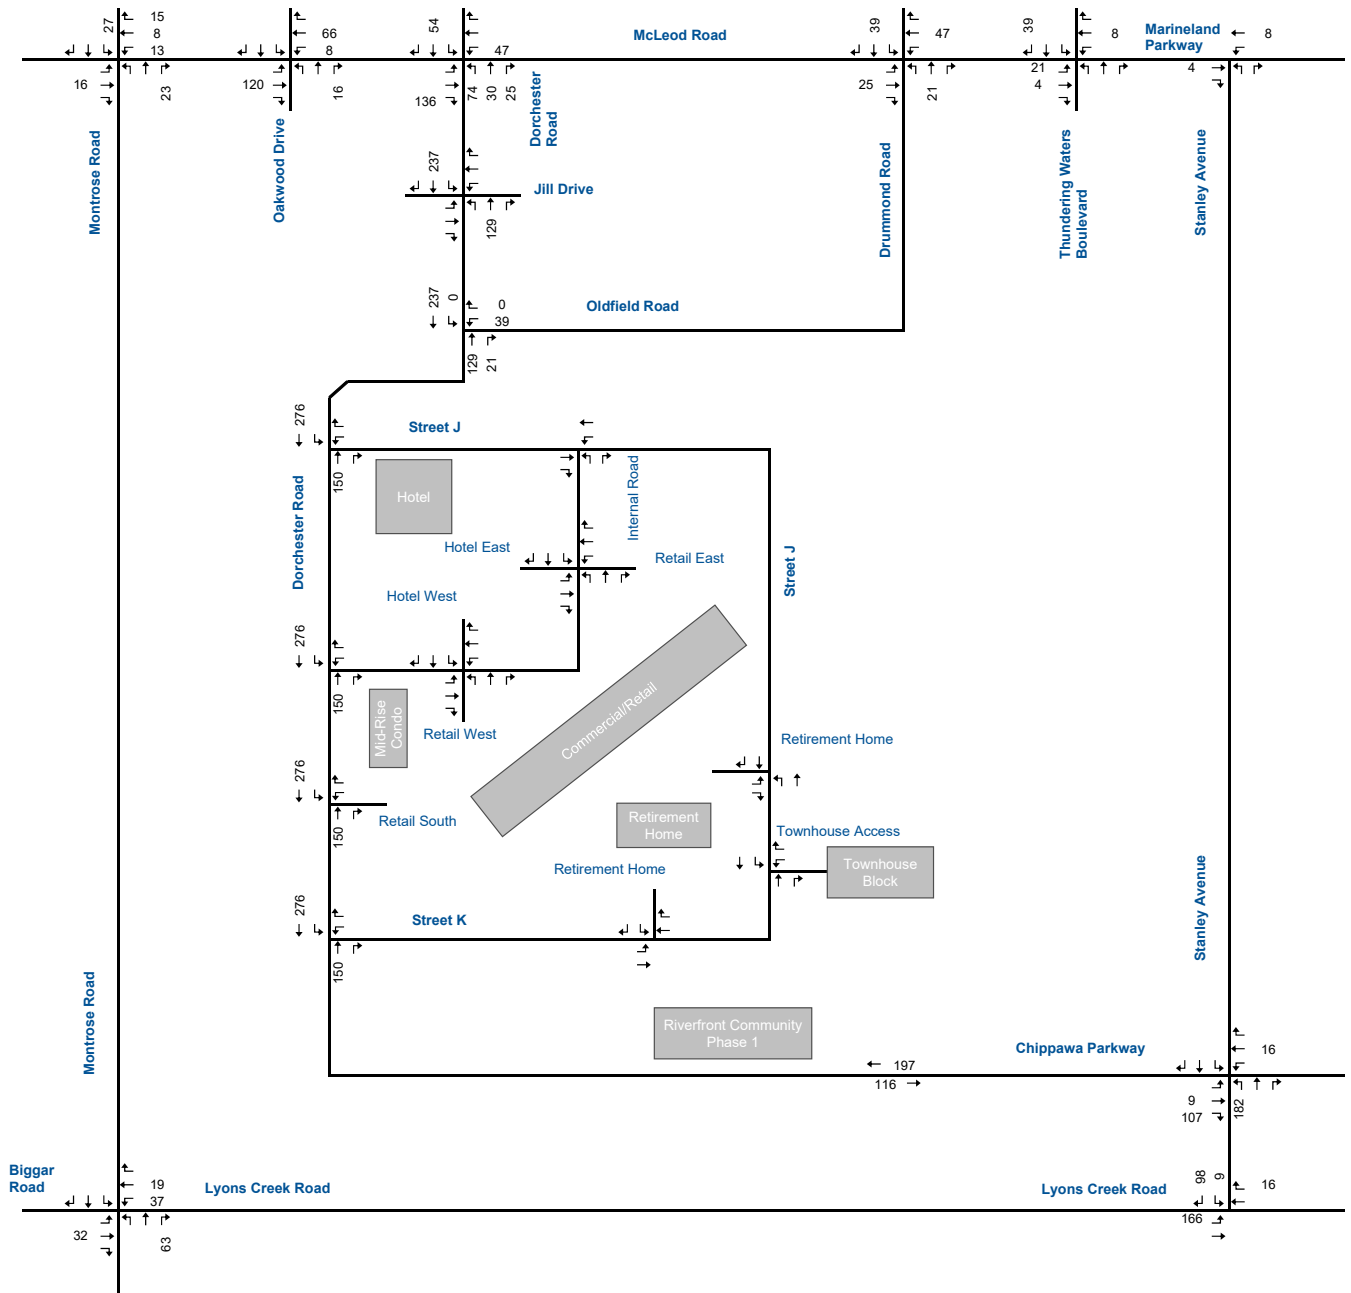 27
15
8
13
66
8
54
47
McLeod Road
39
47
39
8
Marineland
Parkway
8
16
23
120
16
136
74
30
25
Dorchester
Road
25
21
21
4
4
Montrose Road
Oakwood Drive
237
Jill Drive
129
Drummond Road
Thundering Waters
Boulevard
Stanley Avenue
237
0
0
39
Oldfield Road
129
21
276
Street J
150
Hotel
Internal Road
Hotel East
Retail East
Dorchester Road
Street J
Hotel West
276
150
Mid-Rise
Condo
Retail West
Commercial/Retail
Retirement Home
276
150
Retail South
Retirement
Home
Townhouse Access
Townhouse
Block
Retirement Home
276
Street K
150
Stanley Avenue
Montrose Road
Riverfront Community
Phase 1
Chippawa Parkway
197
116
16
9
107
182
Biggar
Road
19
37
Lyons Creek Road
32
63
Lyons Creek Road
98
9
16
166